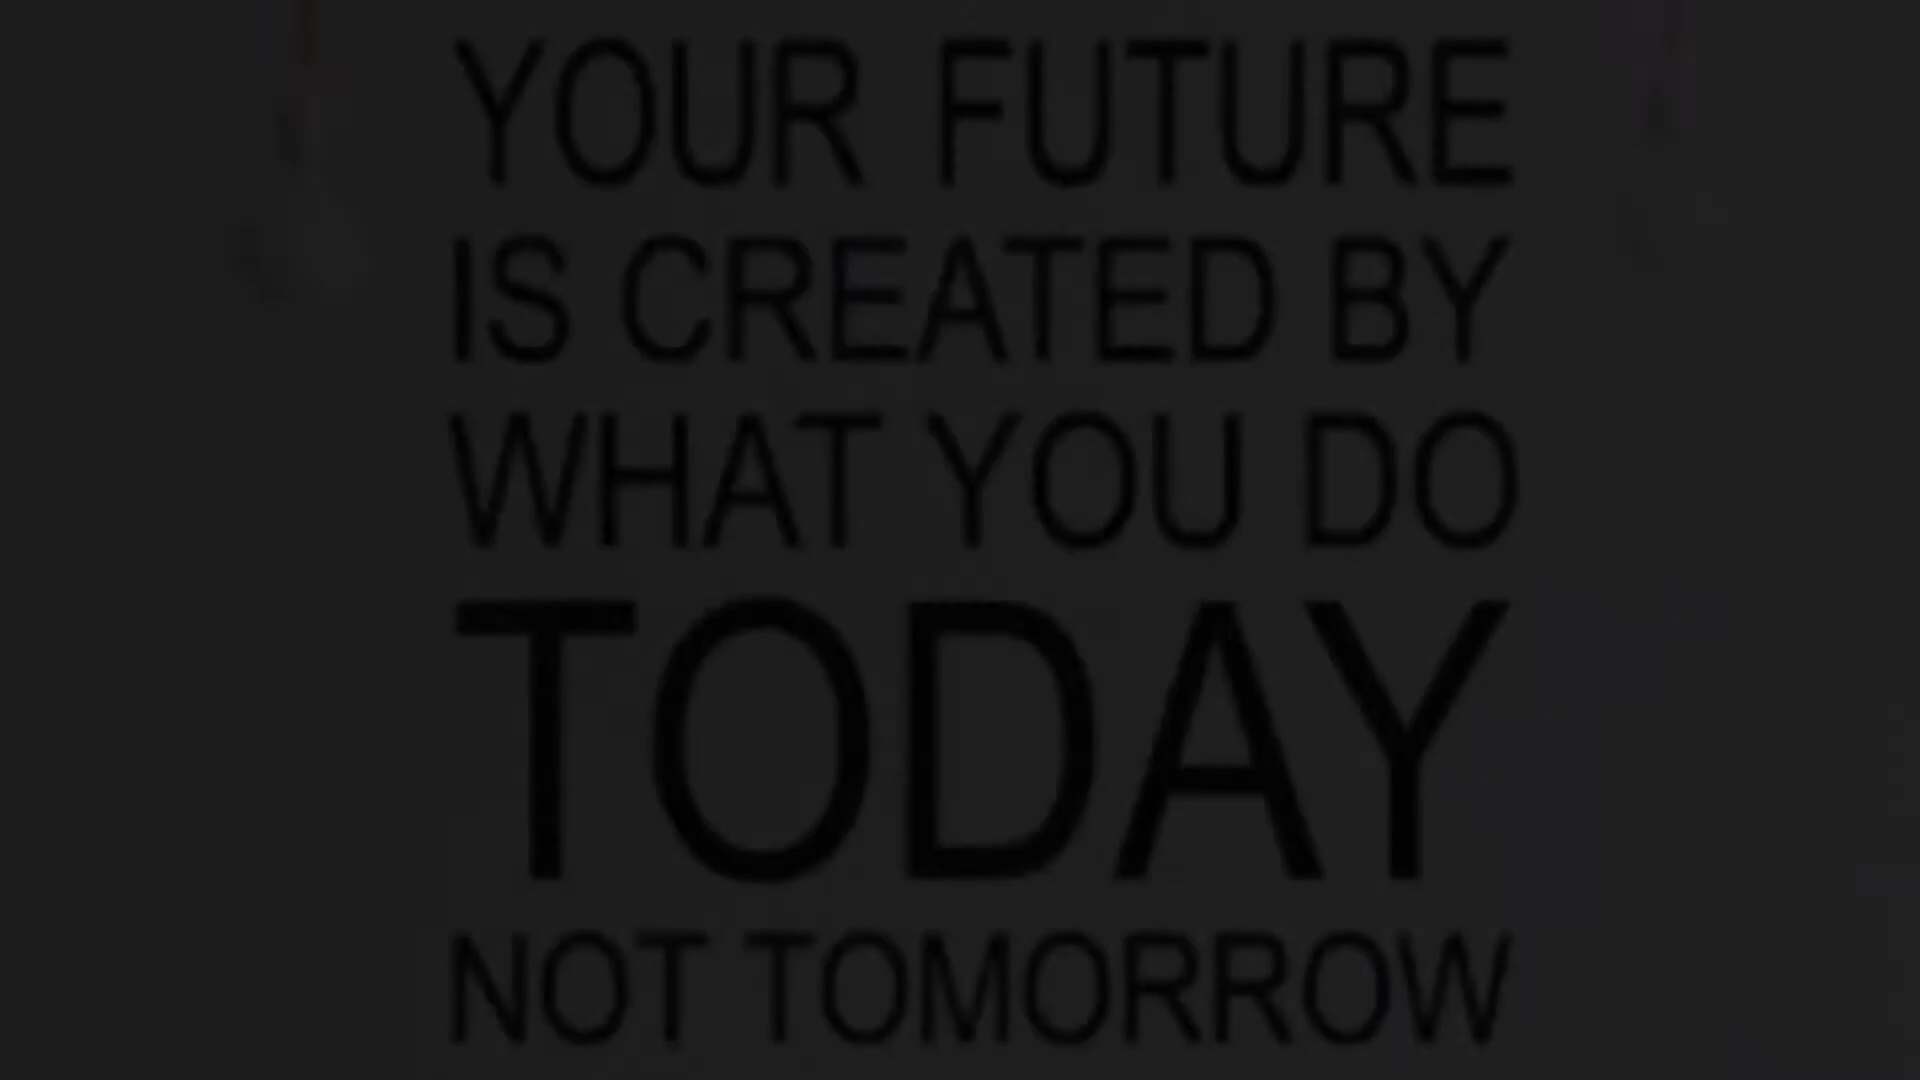 YOUR FUTURE
IS CREATED BY
WHAT YOU DO
TODAY
NOT TOMORROW